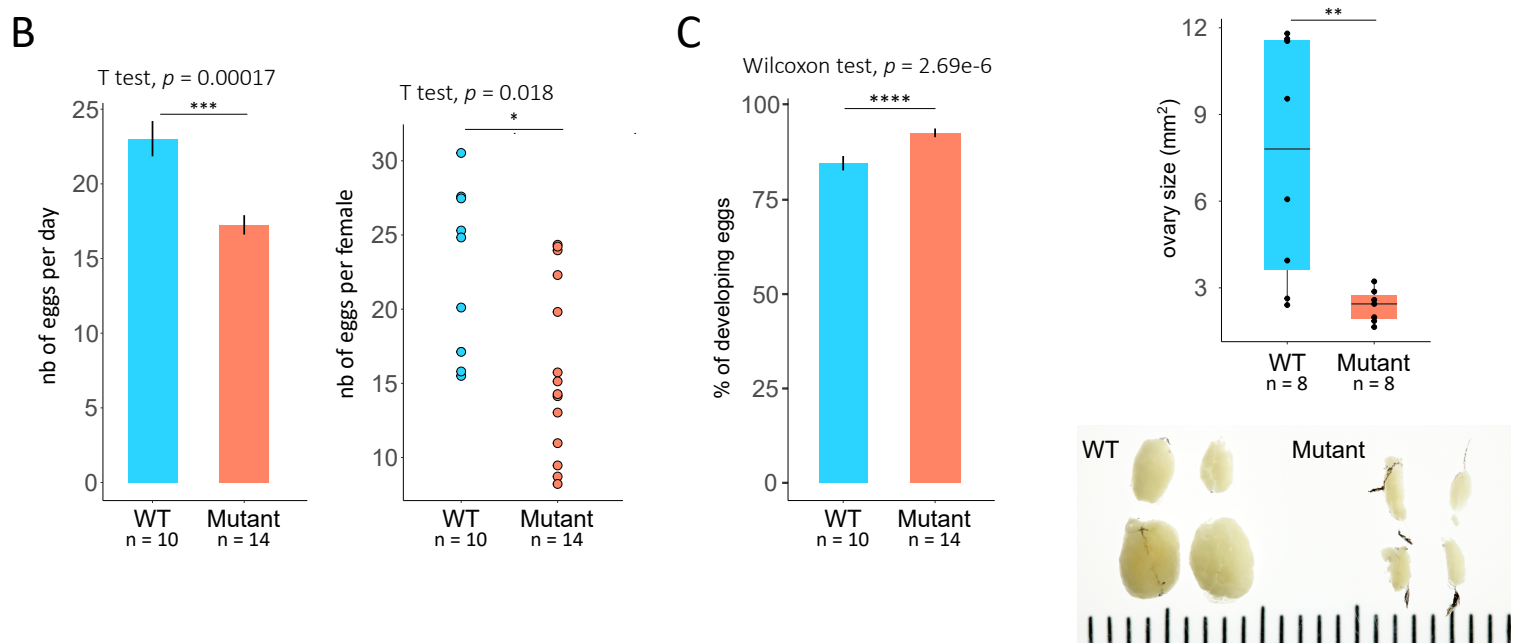 B
T test, p = 0.00017
***
nb of eggs per day
25
20
15
10
5
0
WT
n = 10
Mutant
n = 14
T test, p = 0.018
*
nb of eggs per female
30
25
20
15
10
WT
n = 10
Mutant
n = 14
C
Wilcoxon test, p = 2.69e-6
****
% of developing eggs
100
75
50
25
0
WT
n = 10
Mutant
n = 14
**
ovary size (mm²)
12
9
6
3
WT
n = 8
Mutant
n = 8
WT
Mutant